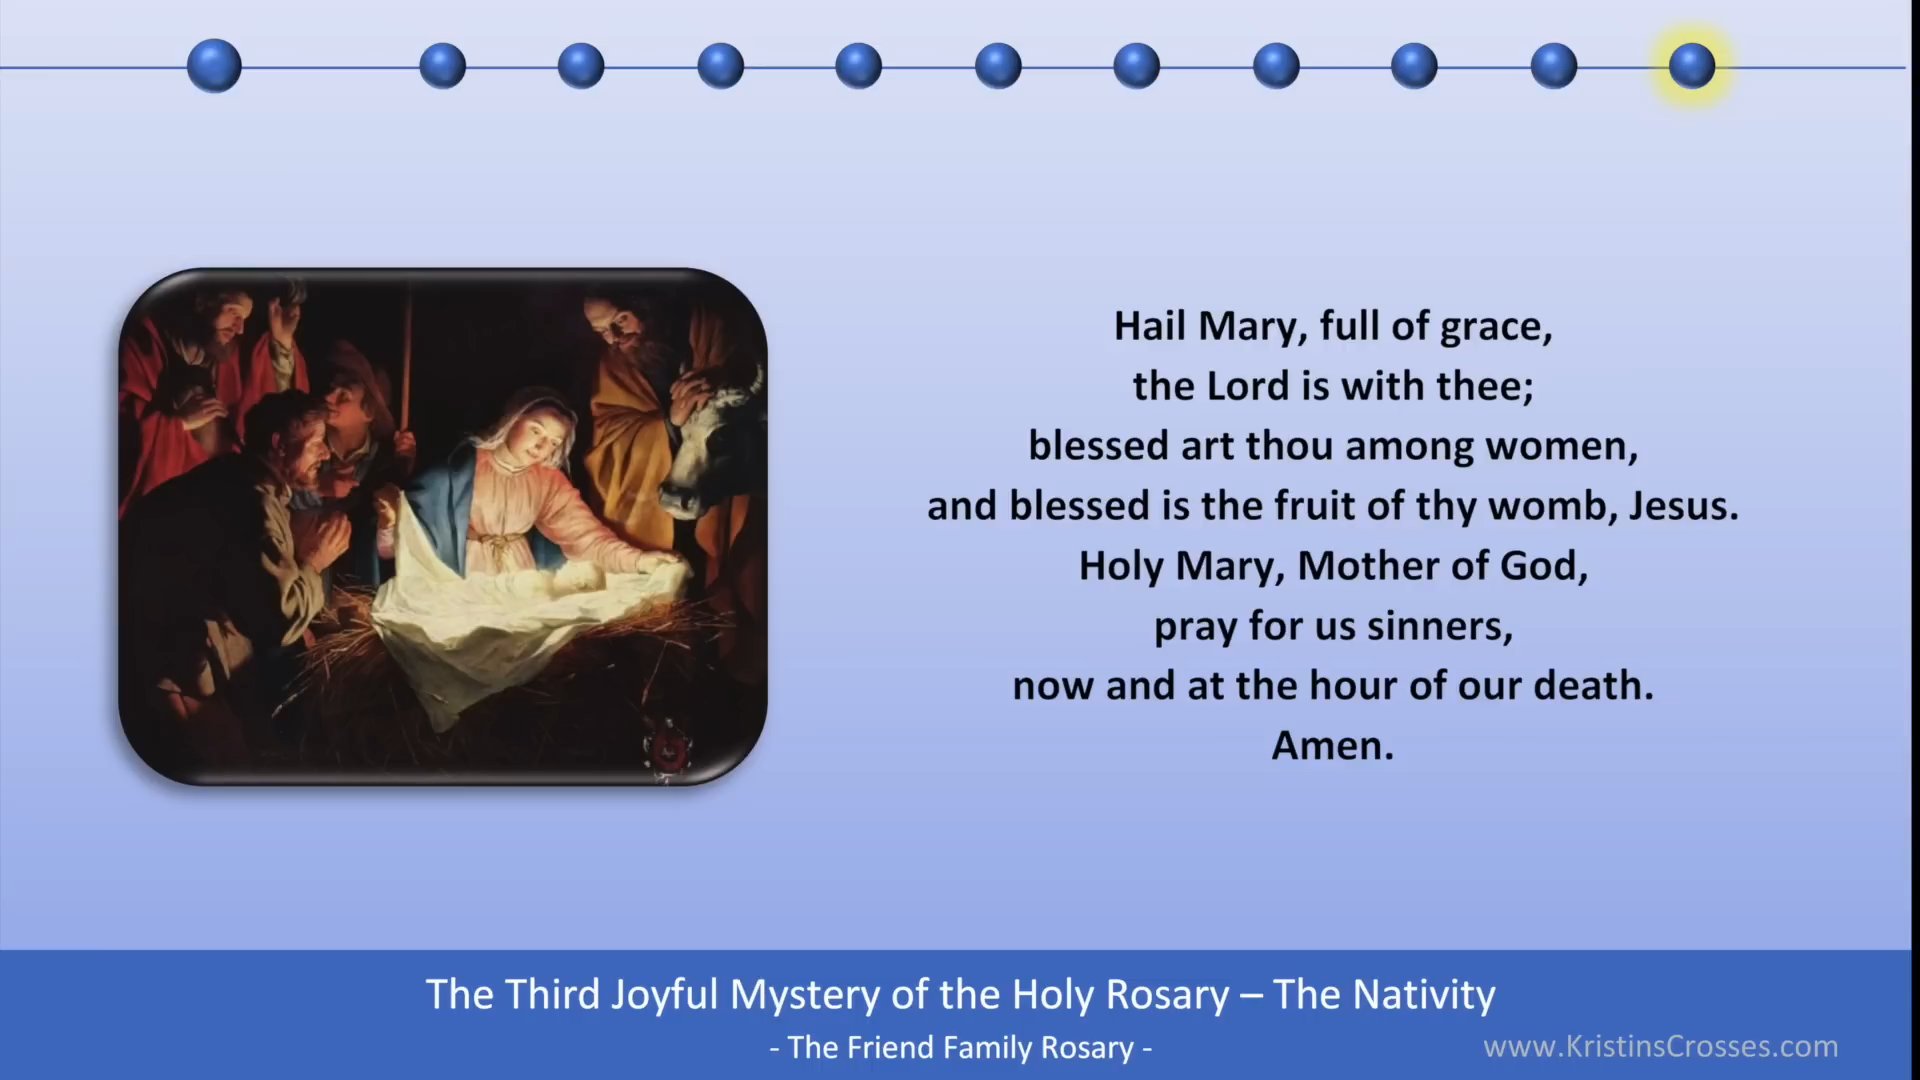 Hail Mary, full of grace,
the Lord is with thee;
blessed art thou among women,
and blessed is the fruit of thy womb, Jesus.
Holy Mary, Mother of God,
pray for us sinners,
now and at the hour of our death.
Amen.
The Third Joyful Mystery of the Holy Rosary – The Nativity
- The Friend Family Rosary -
www.KristinsCrosses.com